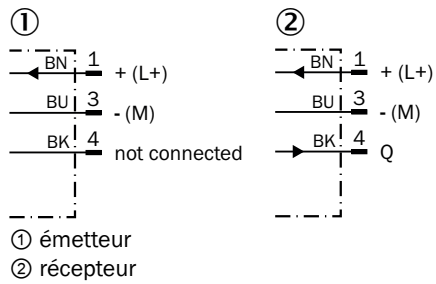 ① ②
BN 1 + (L+) BN 1 + (L+)
BU 3 - (M) BU 3 - (M)
BK 4 not connected BK 4 Q
① émetteur
② récepteur